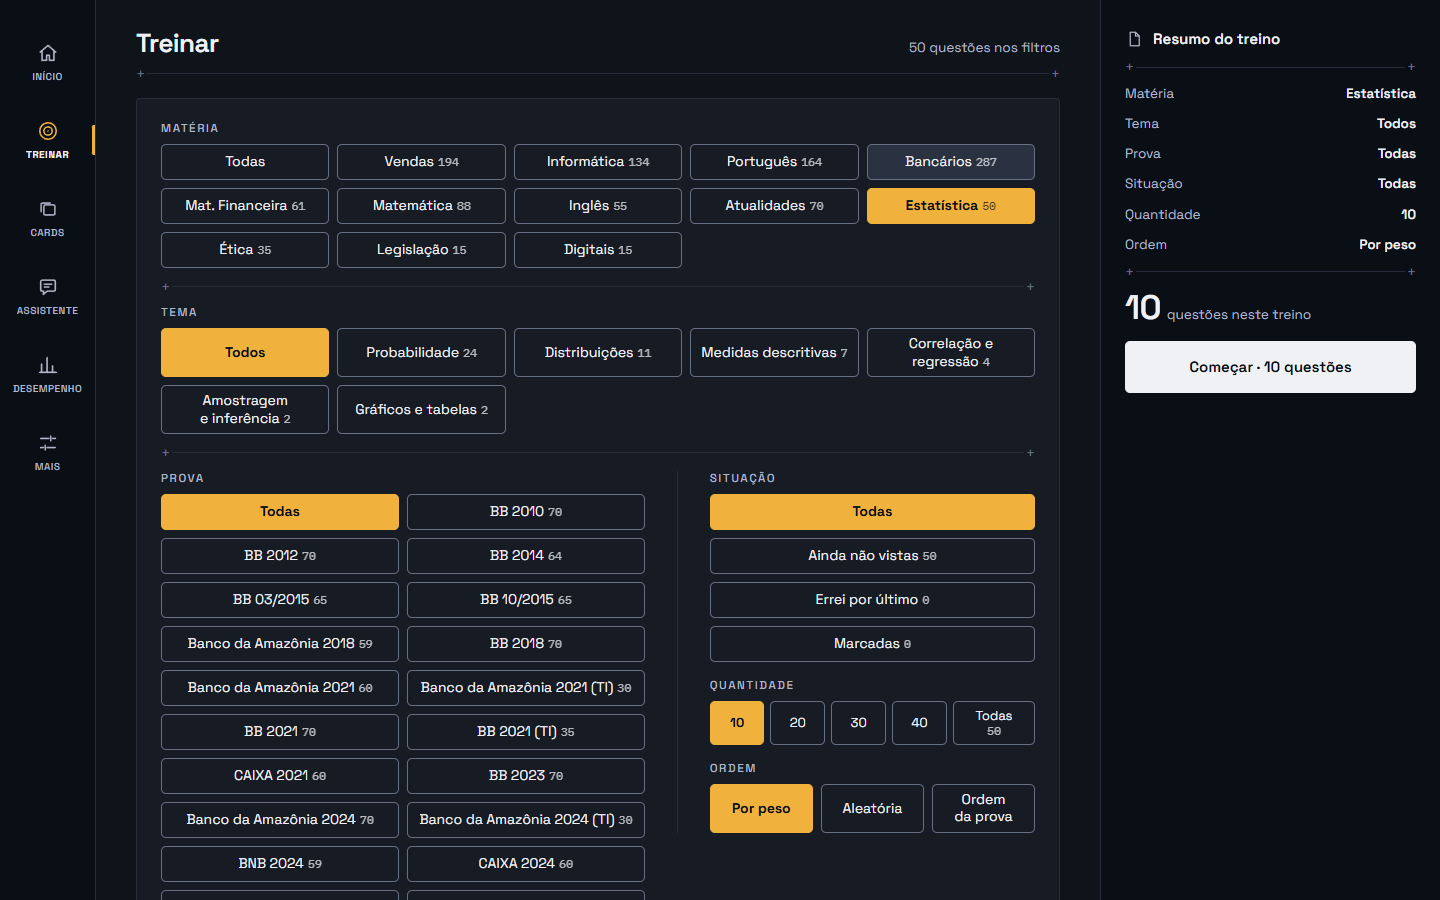 INÍCIO
TREINAR
CARDS
ASSISTENTE
DESEMPENHO
MAIS
Treinar
50 questões nos filtros
MATÉRIA
Todas
Vendas 194
Informática 134
Português 164
Bancários 287
Mat. Financeira 61
Matemática 88
Inglês 55
Atualidades 70
Estatística 50
Ética 35
Legislação 15
Digitais 15
TEMA
Todos
Probabilidade 24
Distribuições 11
Medidas descritivas 7
Correlação e
regressão 4
Amostragem
e inferência 2
Gráficos e tabelas 2
PROVA
Todas
BB 2010 70
BB 2012 70
BB 2014 64
BB 03/2015 65
BB 10/2015 65
Banco da Amazônia 2018 59
BB 2018 70
Banco da Amazônia 2021 60
Banco da Amazônia 2021 (TI) 30
BB 2021 70
BB 2021 (TI) 35
CAIXA 2021 60
BB 2023 70
Banco da Amazônia 2024 70
Banco da Amazônia 2024 (TI) 30
BNB 2024 59
CAIXA 2024 60
SITUAÇÃO
Todas
Ainda não vistas 50
Errei por último 0
Marcadas 0
QUANTIDADE
10
20
30
40
Todas
50
ORDEM
Por peso
Aleatória
Ordem
da prova
Resumo do treino
Matéria
Estatística
Tema
Todos
Prova
Todas
Situação
Todas
Quantidade
10
Ordem
Por peso
10 questões neste treino
Começar · 10 questões